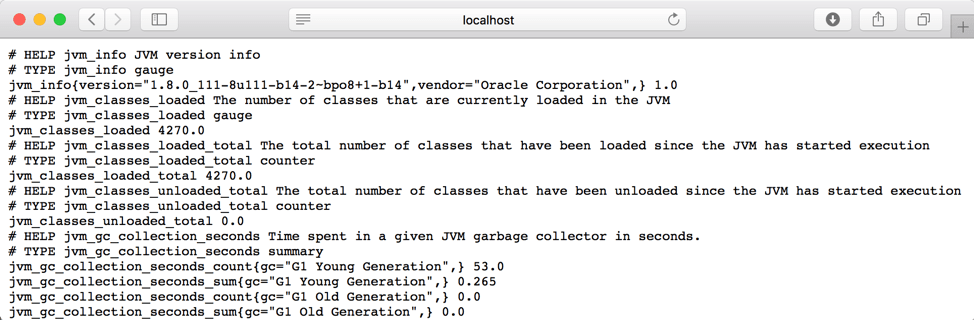 localhost
# HELP jvm_info JVM version info
# TYPE jvm_info gauge
jvm_info{version="1.8.0_111-8u111-b14-2~bpo8+1-b14",vendor="Oracle Corporation",} 1.0
# HELP jvm_classes_loaded The number of classes that are currently loaded in the JVM
# TYPE jvm_classes_loaded gauge
jvm_classes_loaded 4270.0
# HELP jvm_classes_loaded_total The total number of classes that have been loaded since the JVM has started execution
# TYPE jvm_classes_loaded_total counter
jvm_classes_loaded_total 4270.0
# HELP jvm_classes_unloaded_total The total number of classes that have been unloaded since the JVM has started execution
# TYPE jvm_classes_unloaded_total counter
jvm_classes_unloaded_total 0.0
# HELP jvm_gc_collection_seconds Time spent in a given JVM garbage collector in seconds.
# TYPE jvm_gc_collection_seconds summary
jvm_gc_collection_seconds_count{gc="G1 Young Generation",} 53.0
jvm_gc_collection_seconds_sum{gc="G1 Young Generation",} 0.265
jvm_gc_collection_seconds_count{gc="G1 Old Generation",} 0.0
jvm_gc_collection_seconds_sum{gc="G1 Old Generation",} 0.0